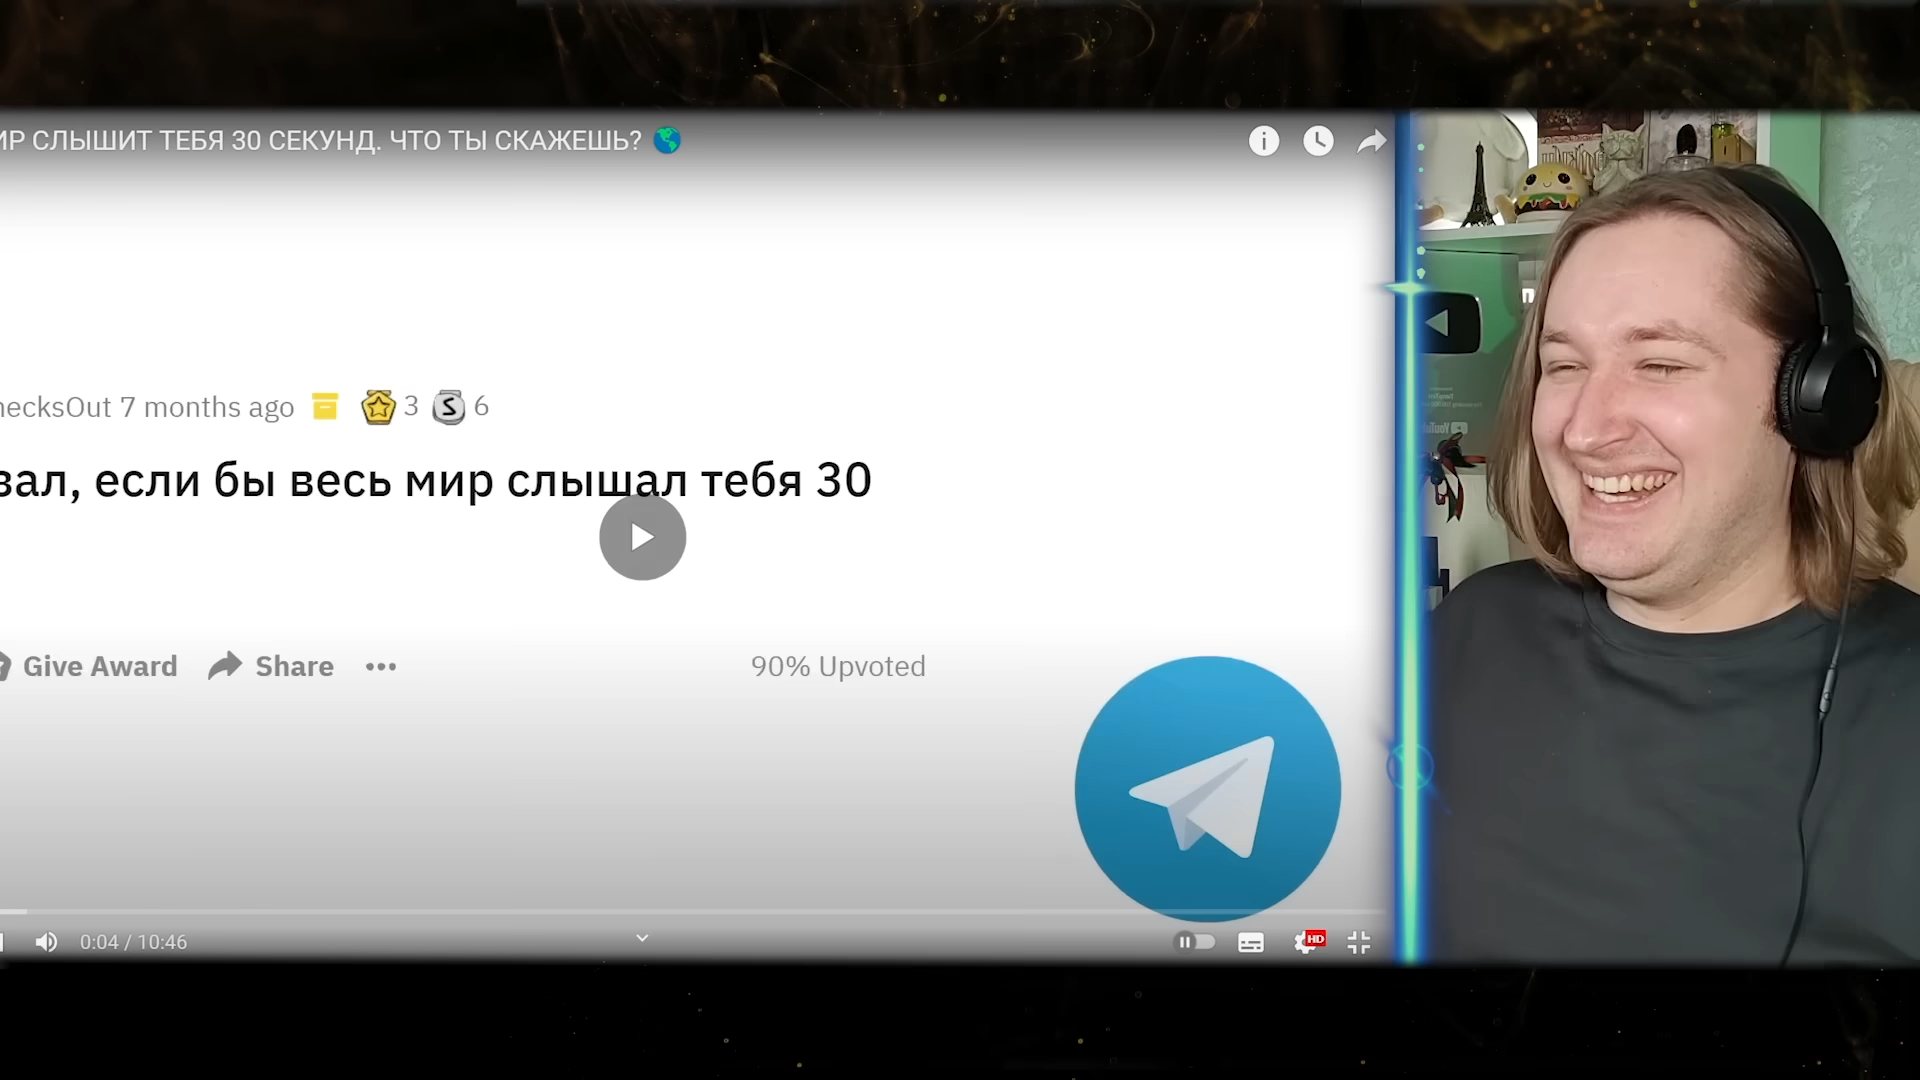 ИР СЛЫШИТ ТЕБЯ 30 СЕКУНД. ЧТО ТЫ СКАЖЕШЬ?
hecksOut 7 months ago 3 S 6
зал, если бы весь мир слышал тебя 30
Give Award Share 90% Upvoted
0:04 / 10:46 HD